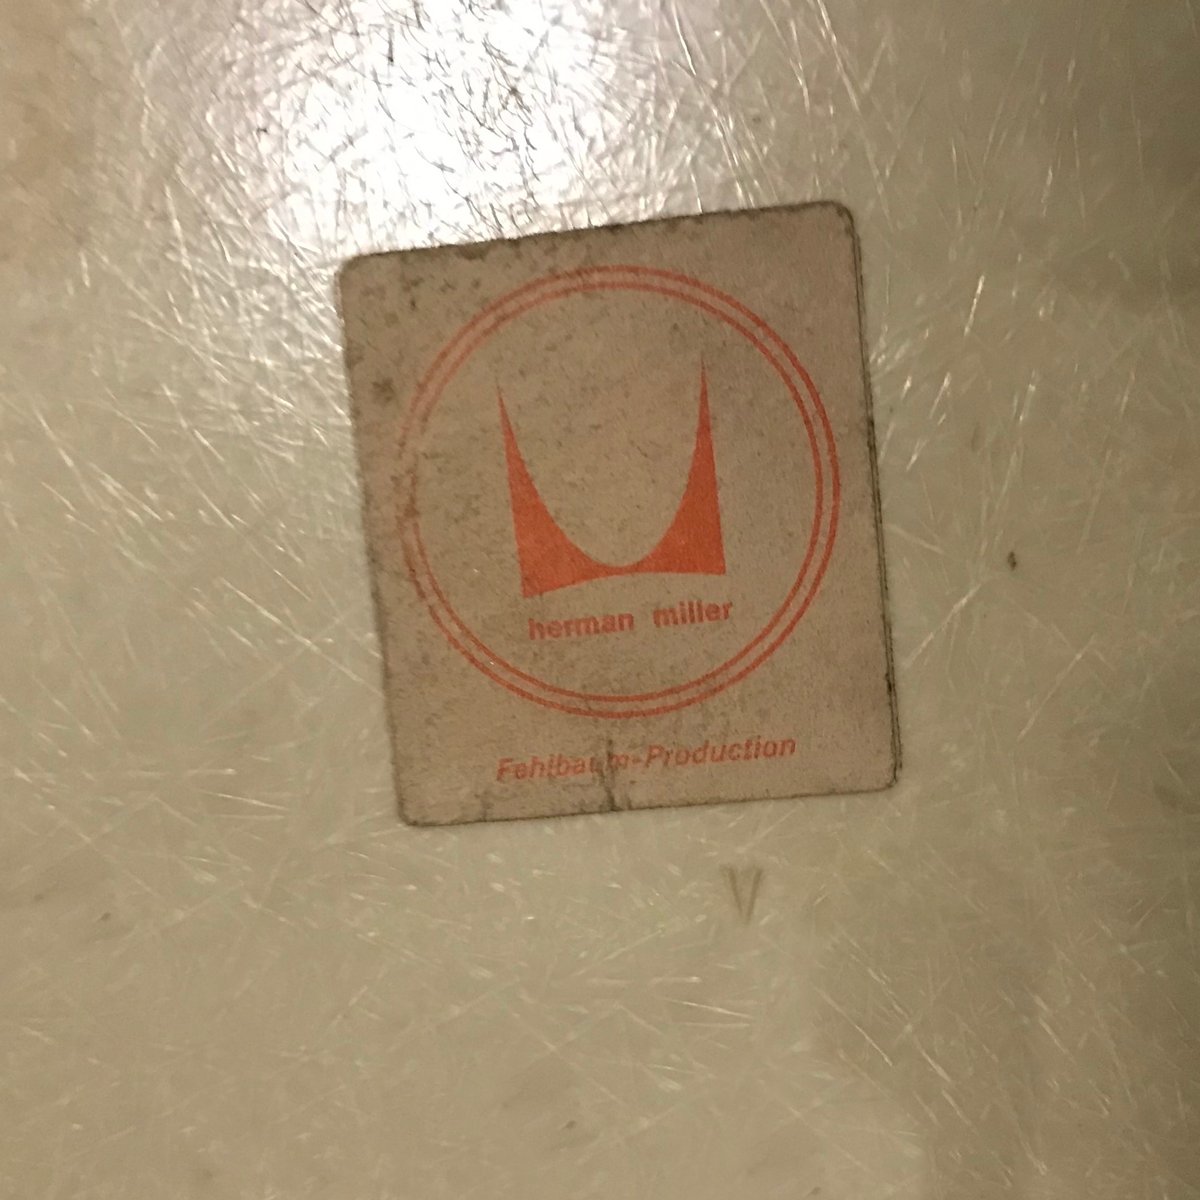 herman miller
Fehlbaum-Production
V